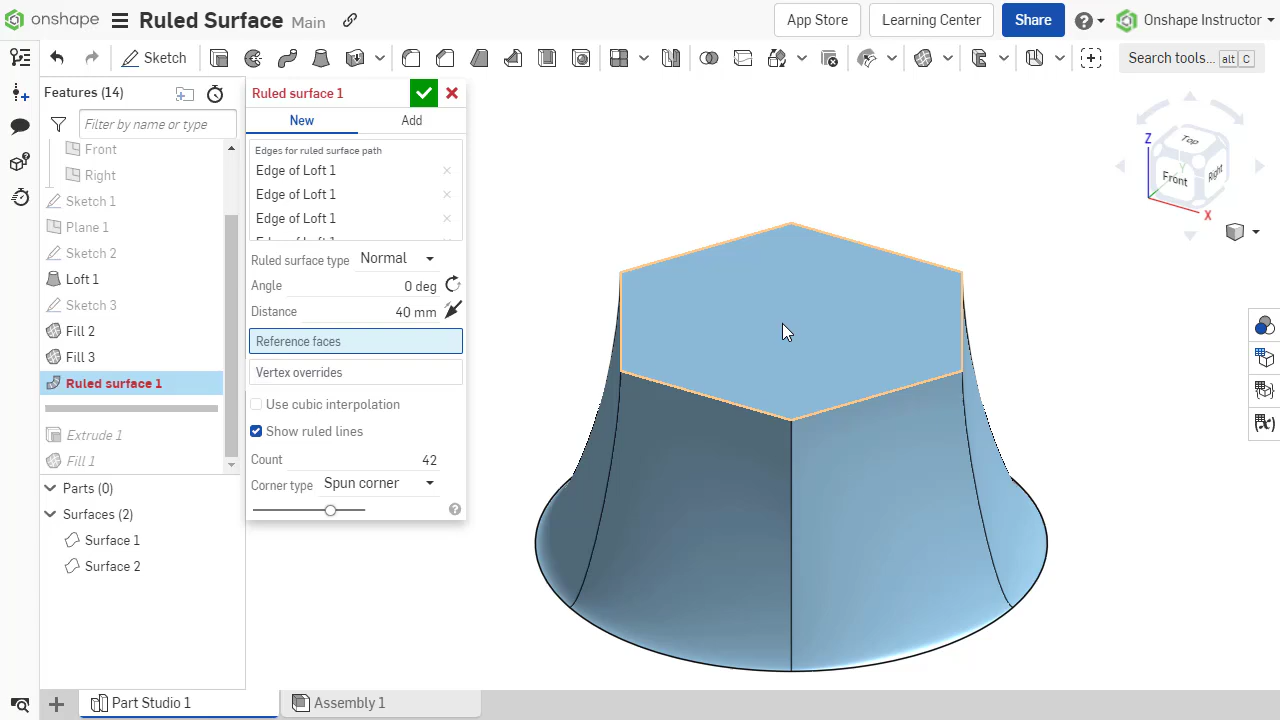 onshape Ruled Surface Main App Store Learning Center Share Onshape Instructor
Sketch Search tools... alt C
Features (14)
Filter by name or type
Front
Right
Sketch 1
Plane 1
Sketch 2
Loft 1
Sketch 3
Fill 2
Fill 3
Ruled surface 1
Extrude 1
Fill 1
Parts (0)
Surfaces (2)
Surface 1
Surface 2
Ruled surface 1
New Add
Edges for ruled surface path
Edge of Loft 1
Edge of Loft 1
Edge of Loft 1
Ruled surface type Normal
Angle 0 deg
Distance 40 mm
Reference faces
Vertex overrides
Use cubic interpolation
Show ruled lines
Count 42
Corner type Spun corner
Z
Top
Y
Front Right
X
Part Studio 1 Assembly 1